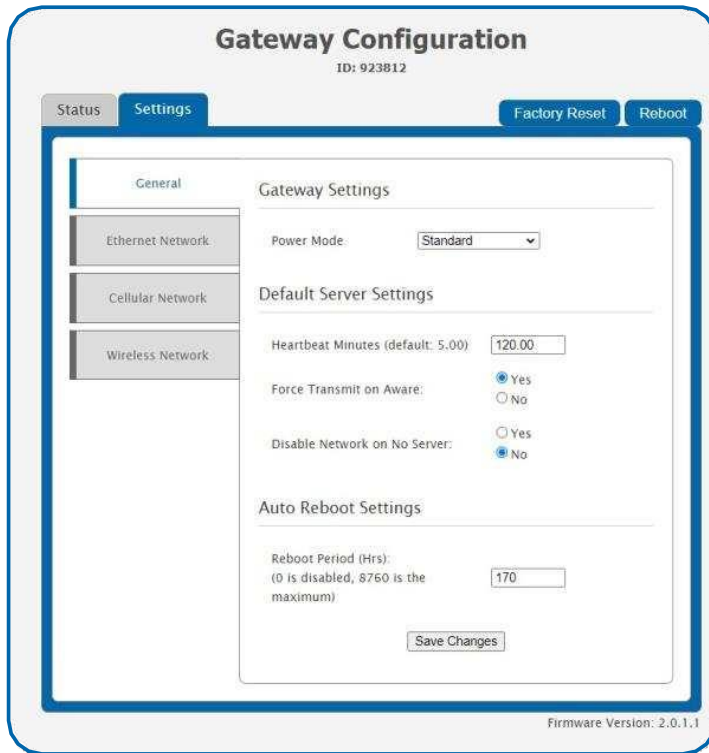 Gateway Configuration
ID: 923812
Status
Settings
Factory Reset
Reboot
General
Ethernet Network
Cellular Network
Wireless Network
Gateway Settings
Power Mode
Standard
Default Server Settings
Heartbeat Minutes (default: 5.00)
120.00
Force Transmit on Aware:
Yes
No
Disable Network on No Server:
Yes
No
Auto Reboot Settings
Reboot Period (Hrs):
(0 is disabled, 8760 is the
maximum)
170
Save Changes
Firmware Version: 2.0.1.1